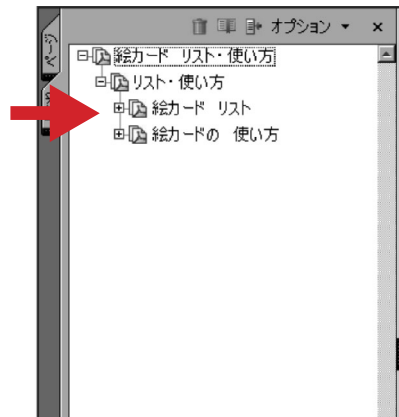 オプション
絵カード リスト・使い方
リスト・使い方
絵カード リスト
絵カードの 使い方
ページ